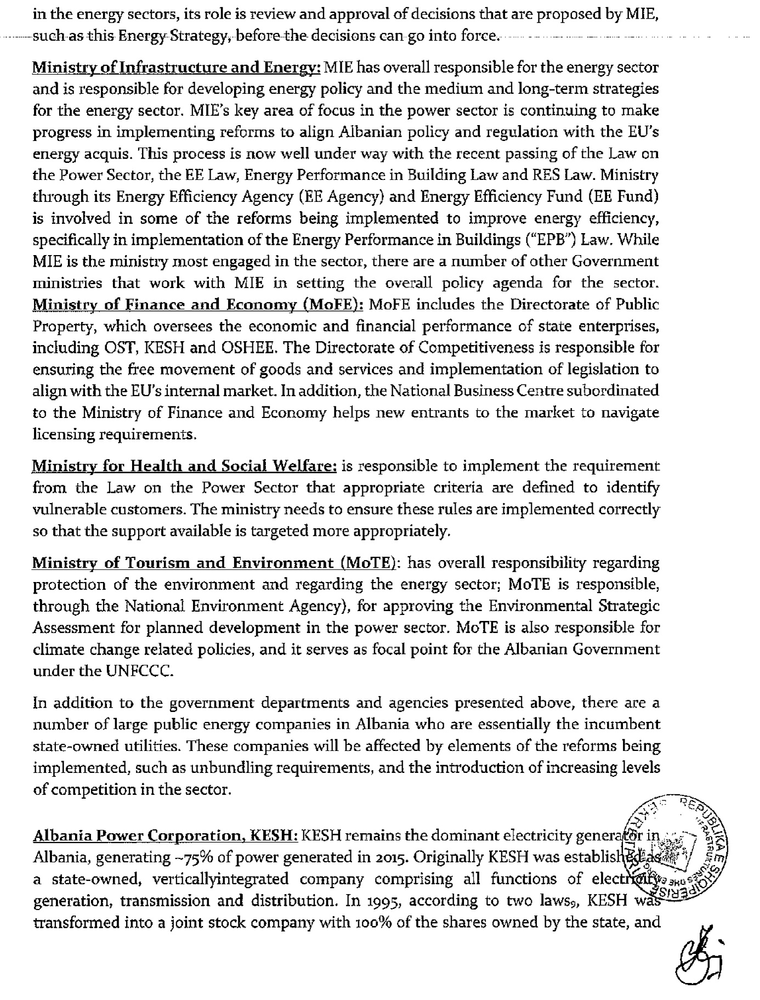 in the energy sectors, its role is review and approval of decisions that are proposed by MIE,
such as this Energy Strategy, before the decisions can go into force.
Ministry of Infrastructure and Energy: MIE has overall responsible for the energy sector
and is responsible for developing energy policy and the medium and long-term strategies
for the energy sector. MIE’s key area of focus in the power sector is continuing to make
progress in implementing reforms to align Albanian policy and regulation with the EU’s
energy acquis. This process is now well under way with the recent passing of the Law on
the Power Sector, the EE Law, Energy Performance in Building Law and RES Law. Ministry
through its Energy Efficiency Agency (EE Agency) and Energy Efficiency Fund (EE Fund)
is involved in some of the reforms being implemented to improve energy efficiency,
specifically in implementation of the Energy Performance in Buildings (“EPB”) Law. While
MIE is the ministry most engaged in the sector, there are a number of other Government
ministries that work with MIE in setting the overall policy agenda for the sector.
Ministry of Finance and Economy (MoFE): MoFE includes the Directorate of Public
Property, which oversees the economic and financial performance of state enterprises,
including OST, KESH and OSHEE. The Directorate of Competitiveness is responsible for
ensuring the free movement of goods and services and implementation of legislation to
align with the EU’s internal market. In addition, the National Business Centre subordinated
to the Ministry of Finance and Economy helps new entrants to the market to navigate
licensing requirements.
Ministry for Health and Social Welfare: is responsible to implement the requirement
from the Law on the Power Sector that appropriate criteria are defined to identify
vulnerable customers. The ministry needs to ensure these rules are implemented correctly
so that the support available is targeted more appropriately.
Ministry of Tourism and Environment (MoTE): has overall responsibility regarding
protection of the environment and regarding the energy sector; MoTE is responsible,
through the National Environment Agency), for approving the Environmental Strategic
Assessment for planned development in the power sector. MoTE is also responsible for
climate change related policies, and it serves as focal point for the Albanian Government
under the UNFCCC.
In addition to the government departments and agencies presented above, there are a
number of large public energy companies in Albania who are essentially the incumbent
state-owned utilities. These companies will be affected by elements of the reforms being
implemented, such as unbundling requirements, and the introduction of increasing levels
of competition in the sector.
Albania Power Corporation, KESH: KESH remains the dominant electricity generator in
Albania, generating ~75% of power generated in 2015. Originally KESH was established as
a state-owned, verticallyintegrated company comprising all functions of electricity
generation, transmission and distribution. In 1995, according to two laws₉, KESH was
transformed into a joint stock company with 100% of the shares owned by the state, and
REPUBLIKA E SHQIPERISE